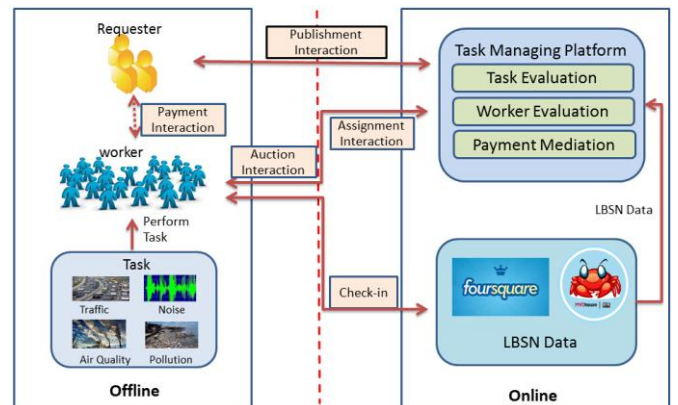 Requester
Publishment
Interaction
Task Managing Platform
Task Evaluation
Worker Evaluation
Payment Mediation
Payment
Interaction
worker
Auction
Interaction
Assignment
Interaction
Perform
Task
LBSN Data
Task
Traffic
Noise
Air Quality
Pollution
Check-in
foursquare
LBSN Data
Offline
Online